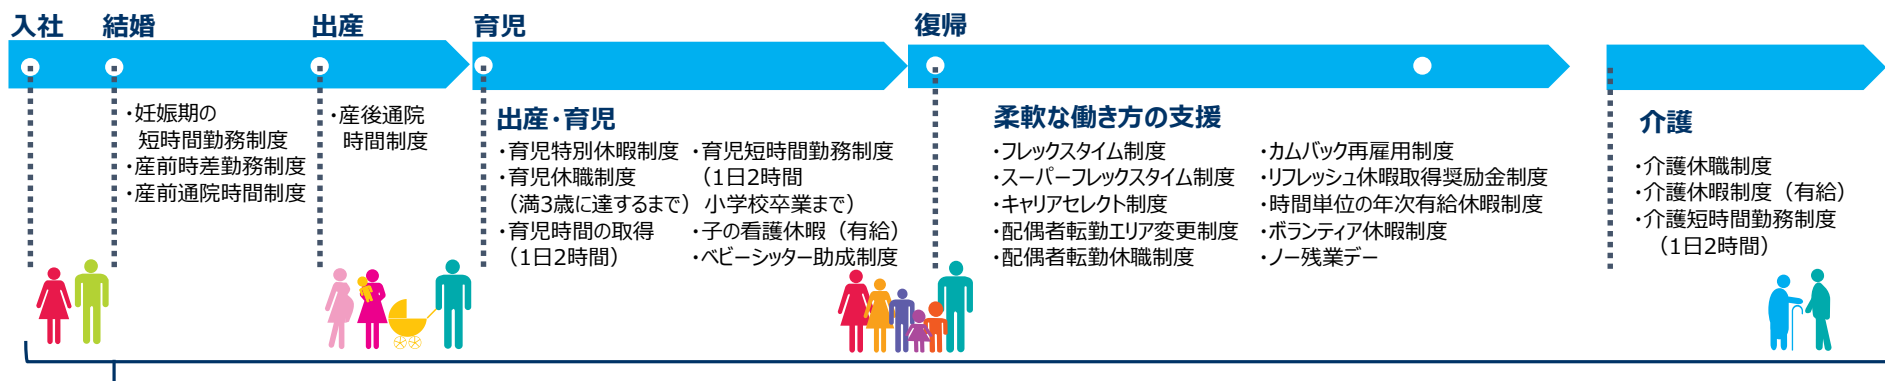 入社
結婚
出産
育児
復帰
・妊娠期の
短時間勤務制度
・産前時差勤務制度
・産前通院時間制度
・産後通院
時間制度
出産・育児
・育児特別休暇制度
・育児休職制度
（満3歳に達するまで）
・育児時間の取得
（1日2時間）
・育児短時間勤務制度
（1日2時間
小学校卒業まで）
・子の看護休暇（有給）
・ベビーシッター助成制度
柔軟な働き方の支援
・フレックスタイム制度
・スーパーフレックスタイム制度
・キャリアセレクト制度
・配偶者転勤エリア変更制度
・配偶者転勤休職制度
・カムバック再雇用制度
・リフレッシュ休暇取得奨励金制度
・時間単位の年次有給休暇制度
・ボランティア休暇制度
・ノー残業デー
介護
・介護休職制度
・介護休暇制度（有給）
・介護短時間勤務制度
（1日2時間）